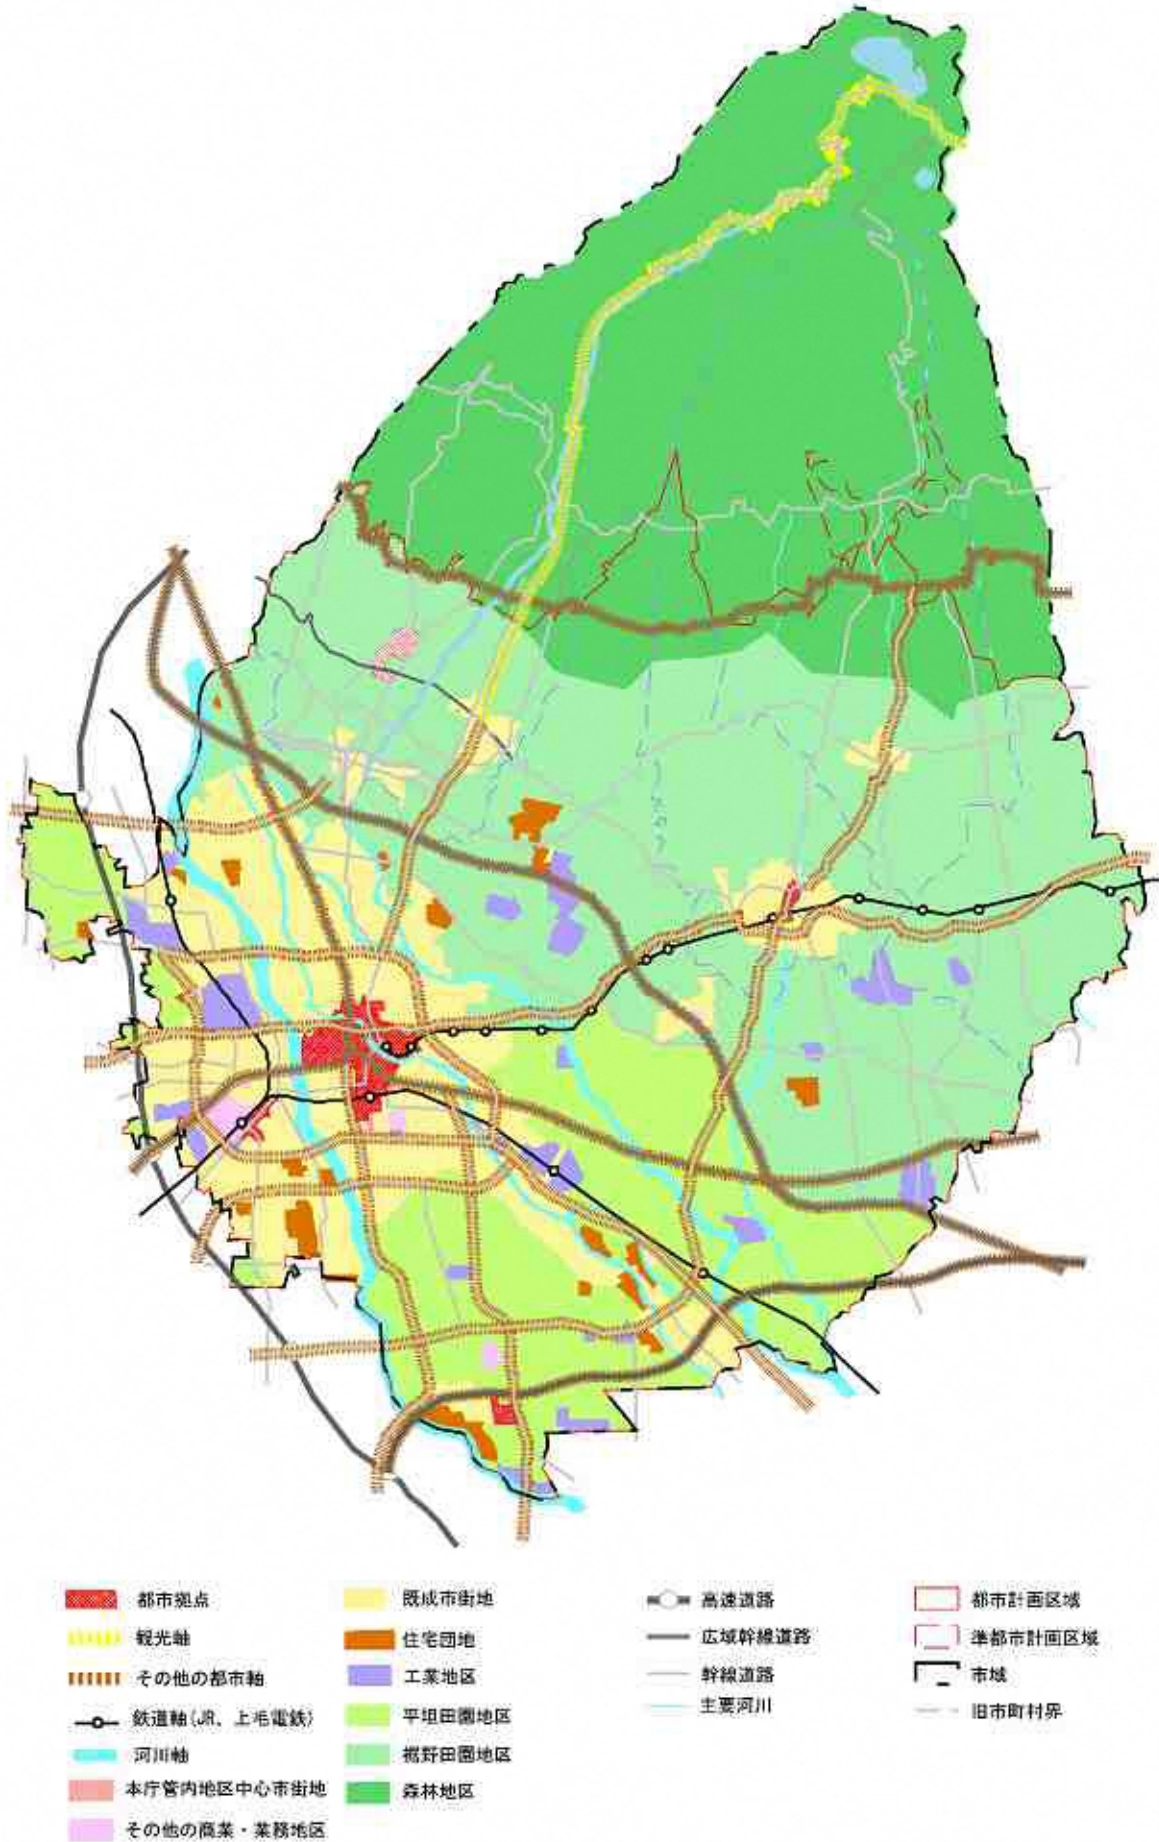 都市拠点
観光軸
その他の都市軸
鉄道軸(JR、上毛電鉄)
河川軸
本庁管内地区中心市街地
その他の商業・業務地区
既成市街地
住宅団地
工業地区
平坦田園地区
裾野田園地区
森林地区
高速道路
広域幹線道路
幹線道路
主要河川
都市計画区域
準都市計画区域
市域
旧市町村界